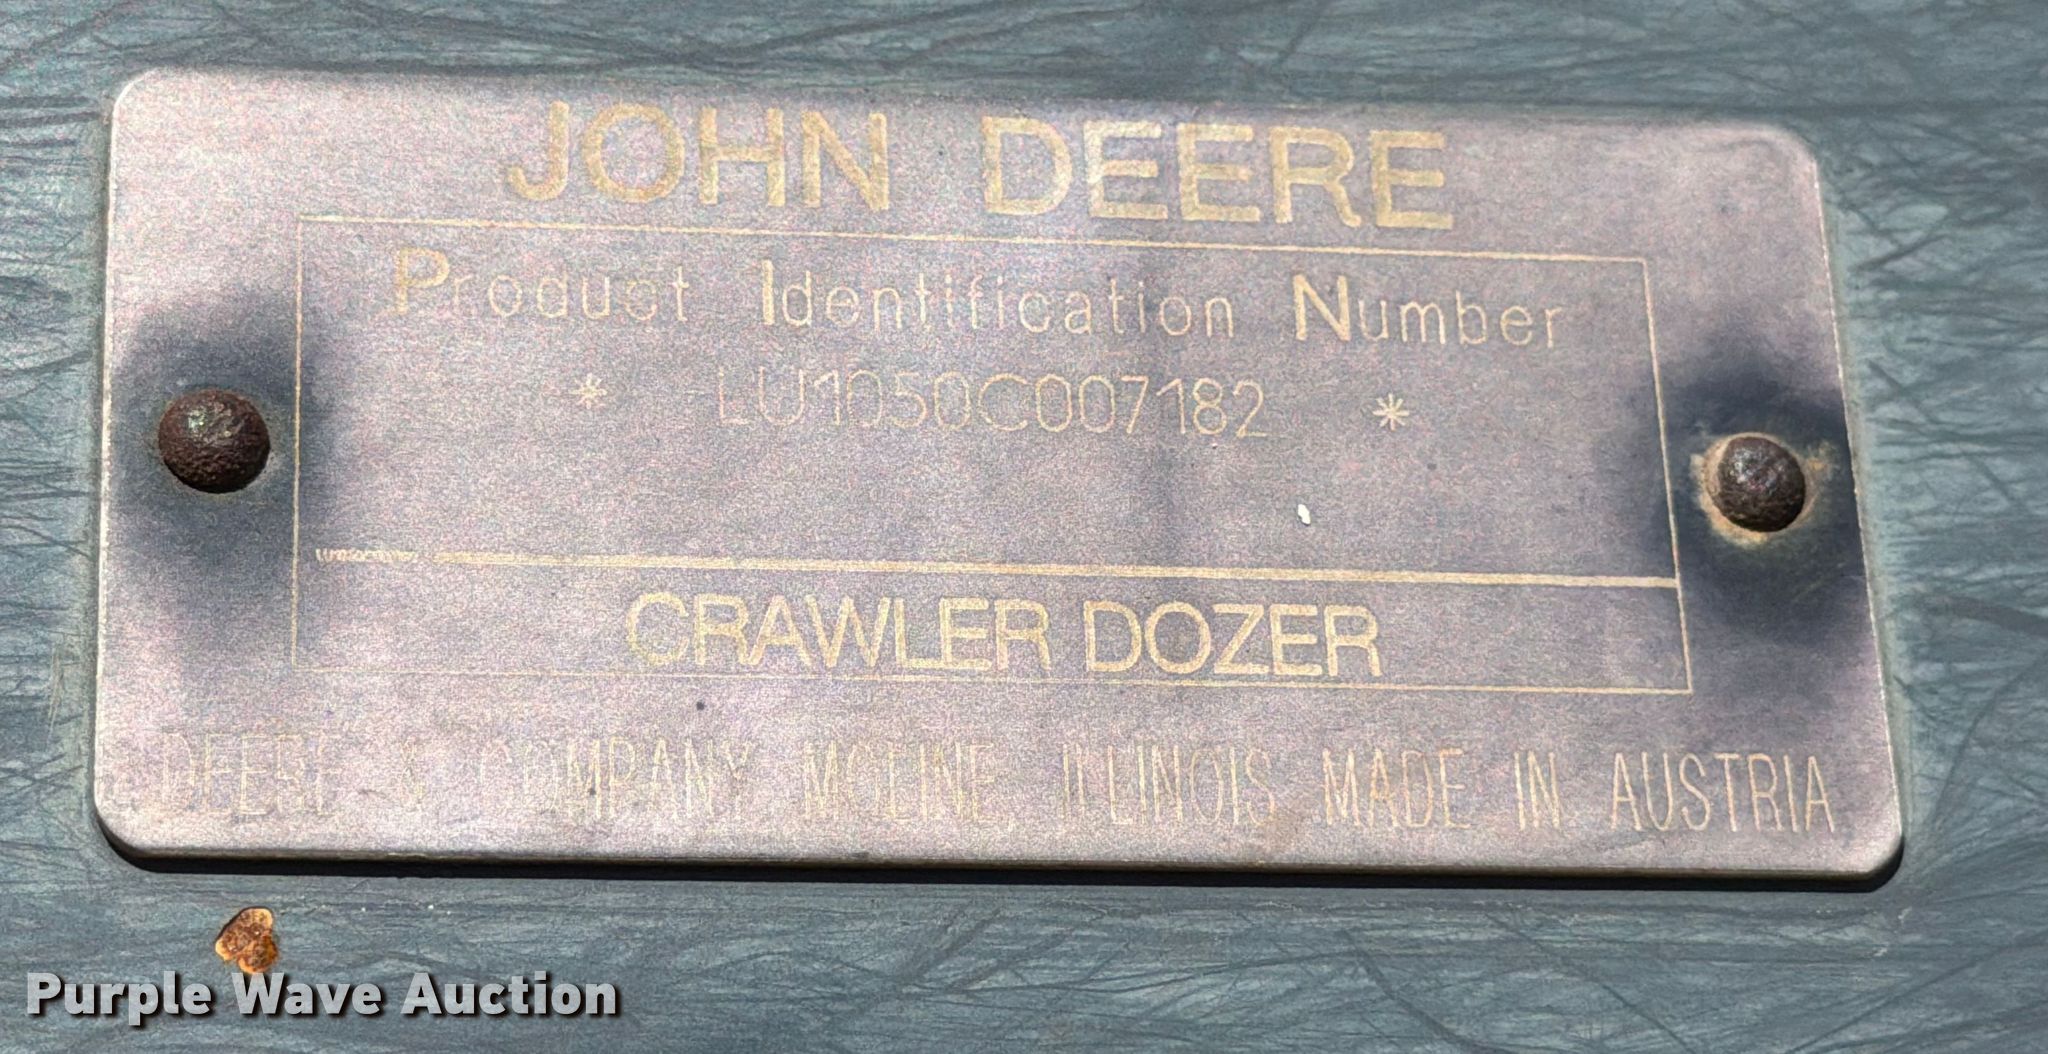 JOHN DEERE
Product Identification Number
* LU1050C007182 *
CRAWLER DOZER
DEERE & COMPANY MOLINE, ILLINOIS MADE IN AUSTRIA
Purple Wave Auction